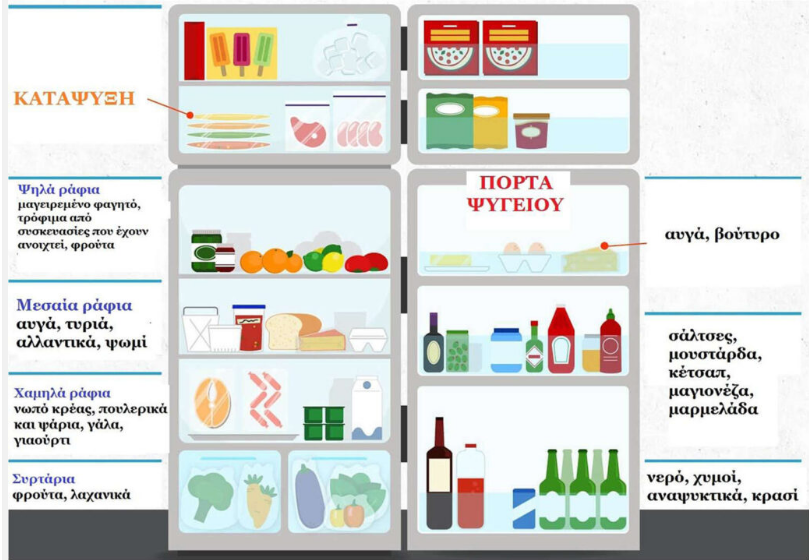 ΚΑΤΑΨΥΞΗ
Ψηλά ράφια
μαγειρεμένο φαγητό,
τρόφιμα από
συσκευασίες που έχουν
ανοιχτεί, φρούτα
Μεσαία ράφια
αυγά, τυριά,
αλλαντικά, ψωμί
Χαμηλά ράφια
νωπό κρέας, πουλερικά
και ψάρια, γάλα,
γιαούρτι
Συρτάρια
φρούτα, λαχανικά
ΠΟΡΤΑ
ΨΥΓΕΙΟΥ
αυγά, βούτυρο
σάλτσες,
μουστάρδα,
κέτσαπ,
μαγιονέζα,
μαρμελάδα
νερό, χυμοί,
αναψυκτικά, κρασί